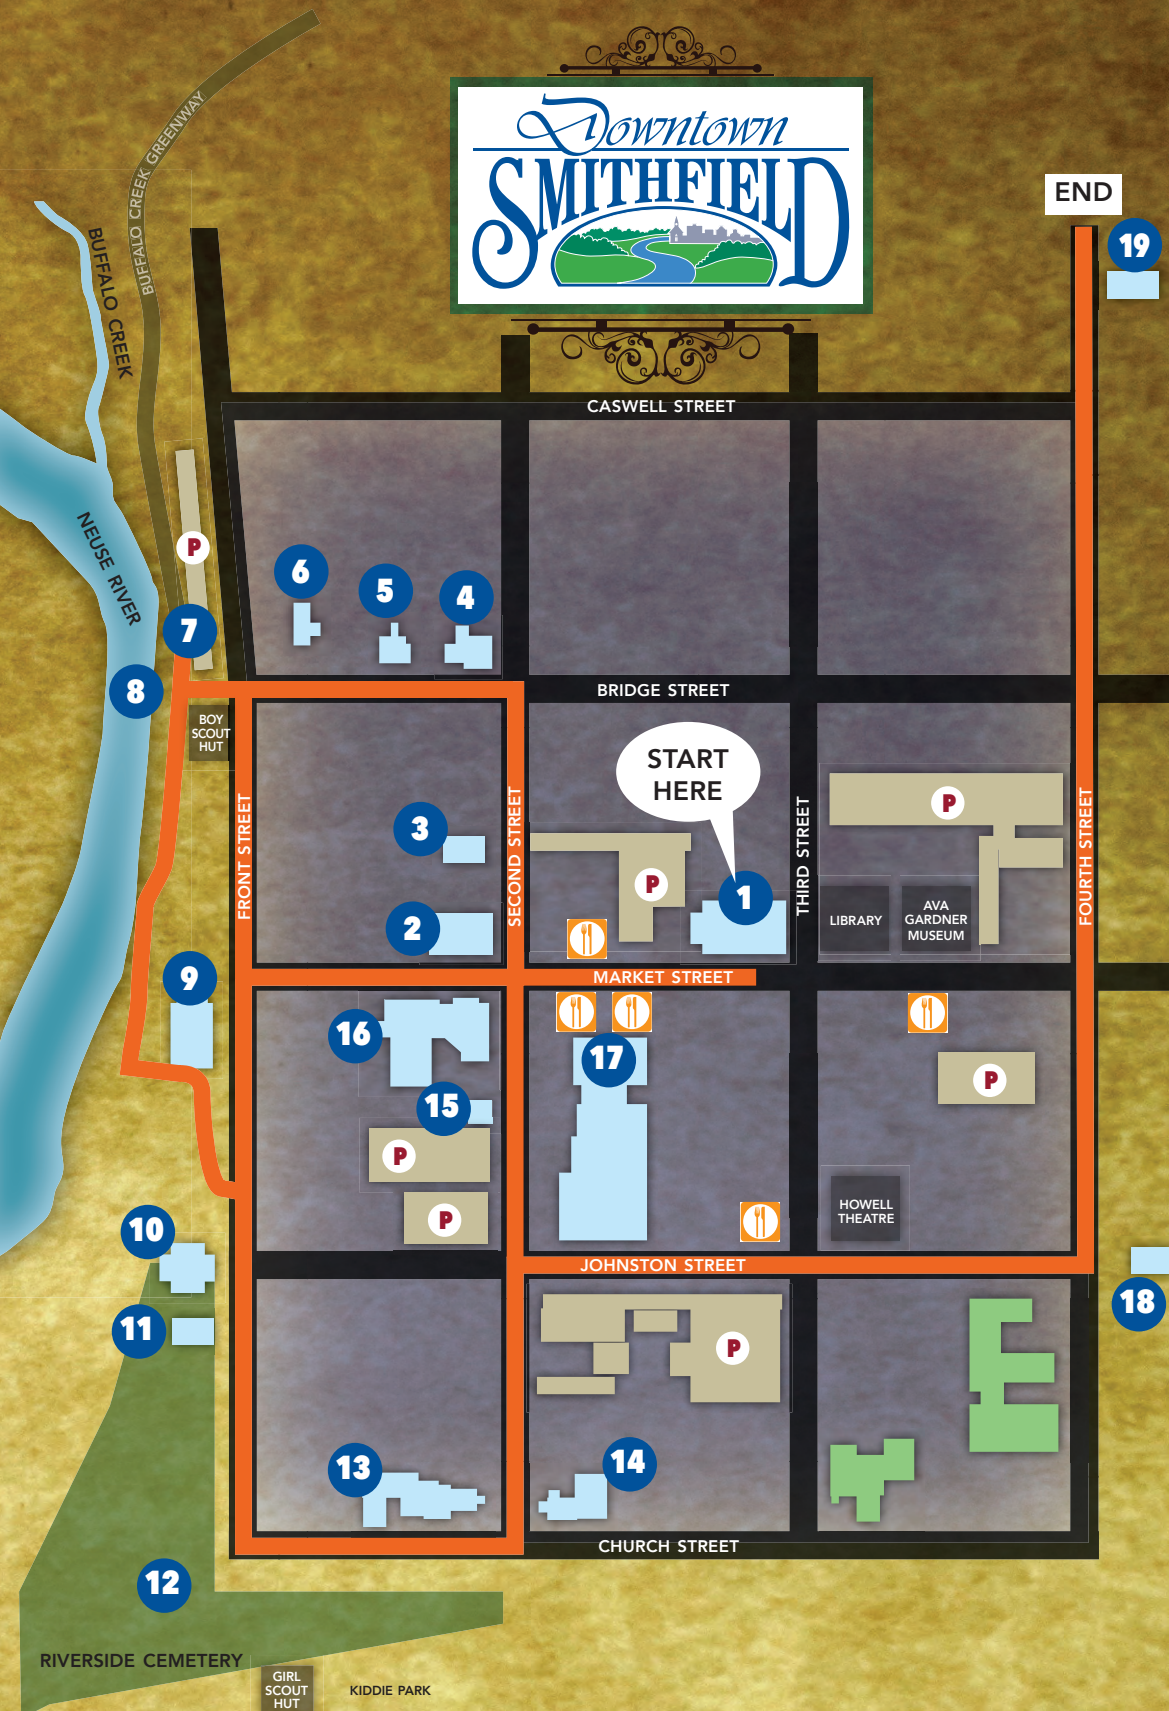 Downtown
SMITHFIELD
END
19
BUFFALO CREEK GREENWAY
BUFFALO CREEK
CASWELL STREET
NEUSE RIVER
P
6
5
4
7
8
BRIDGE STREET
BOY
SCOUT
HUT
START
HERE
FRONT STREET
SECOND STREET
THIRD STREET
FOURTH STREET
3
P
P
1
2
LIBRARY
AVA
GARDNER
MUSEUM
MARKET STREET
9
16
17
15
P
P
P
HOWELL
THEATRE
10
JOHNSTON STREET
11
18
P
13
14
CHURCH STREET
12
RIVERSIDE CEMETERY
GIRL
SCOUT
HUT
KIDDIE PARK